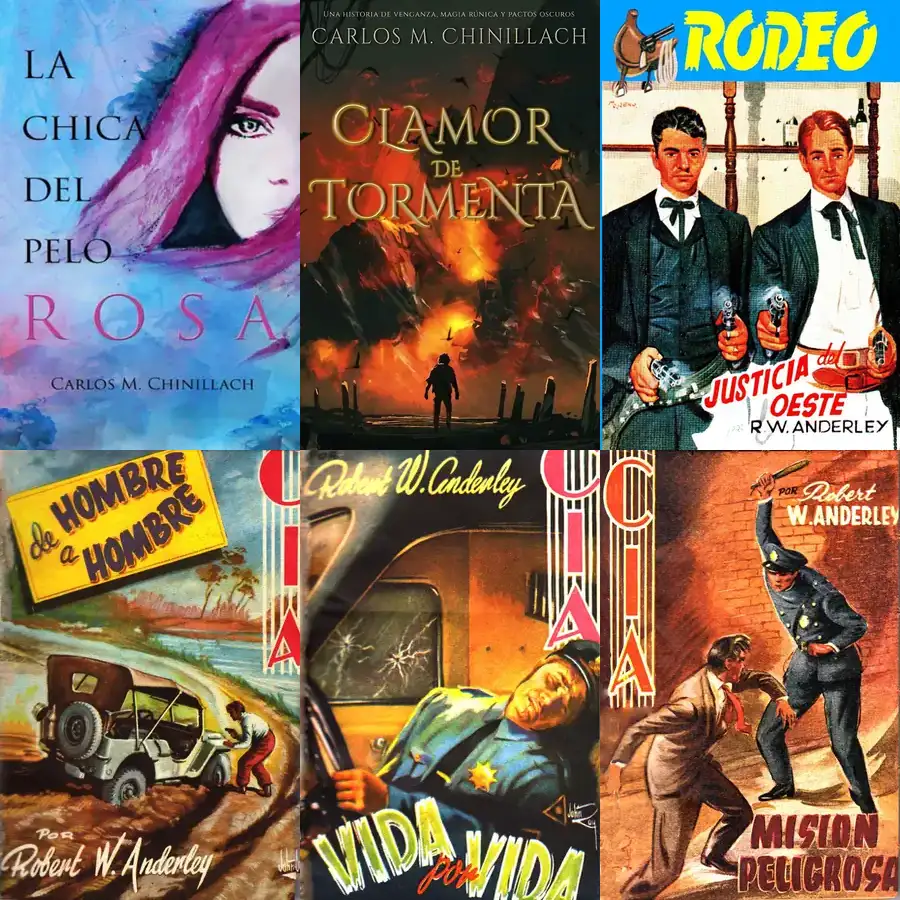 LA
CHICA
DEL
PELO
ROSA
CARLOS M. CHINILLACH
UNA HISTORIA DE VENGANZA, MAGIA RÚNICA Y PACTOS OSCUROS
CARLOS M. CHINILLACH
CLAMOR
DE
TORMENTA
RODEO
JUSTICIA del
OESTE
R.W. ANDERLEY
de HOMBRE
a HOMBRE
CIA
POR
Robert W. Anderley
Robert W. Anderley
CIA
VIDA
por VIDA
CIA
POR Robert
W. ANDERLEY
MISION
PELIGROSA